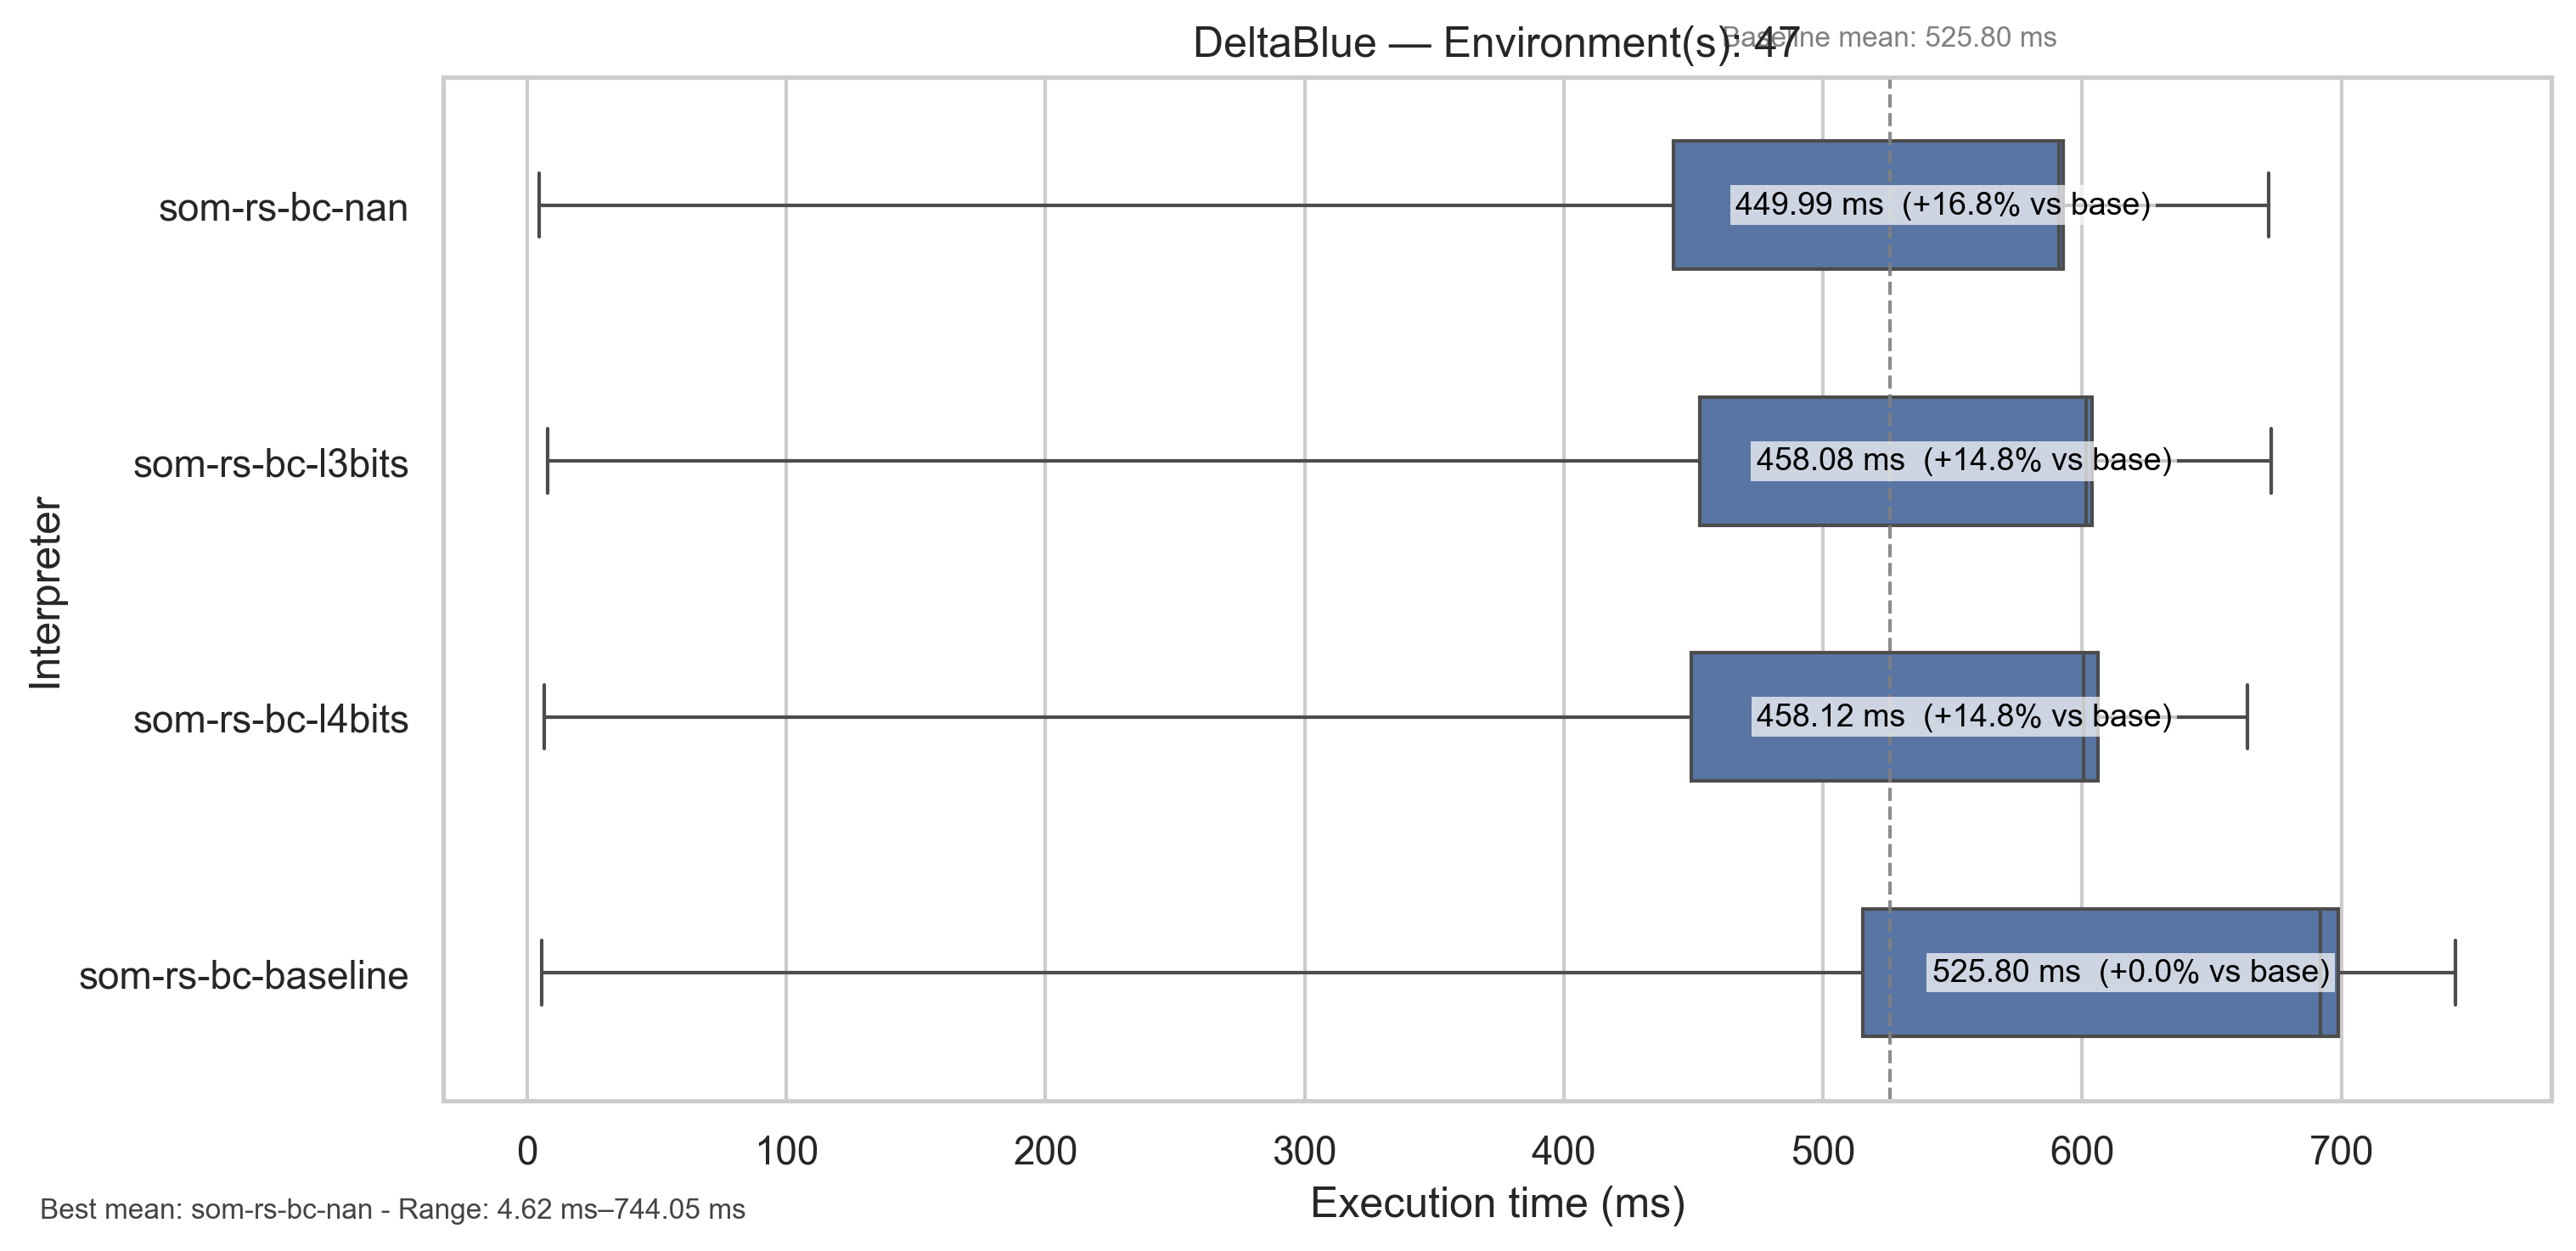 DeltaBlue — Environment(s): 47
Baseline mean: 525.80 ms
som-rs-bc-nan
449.99 ms (+16.8% vs base)
som-rs-bc-l3bits
458.08 ms (+14.8% vs base)
Interpreter
som-rs-bc-l4bits
458.12 ms (+14.8% vs base)
som-rs-bc-baseline
525.80 ms (+0.0% vs base)
0 100 200 300 400 500 600 700
Execution time (ms)
Best mean: som-rs-bc-nan - Range: 4.62 ms–744.05 ms